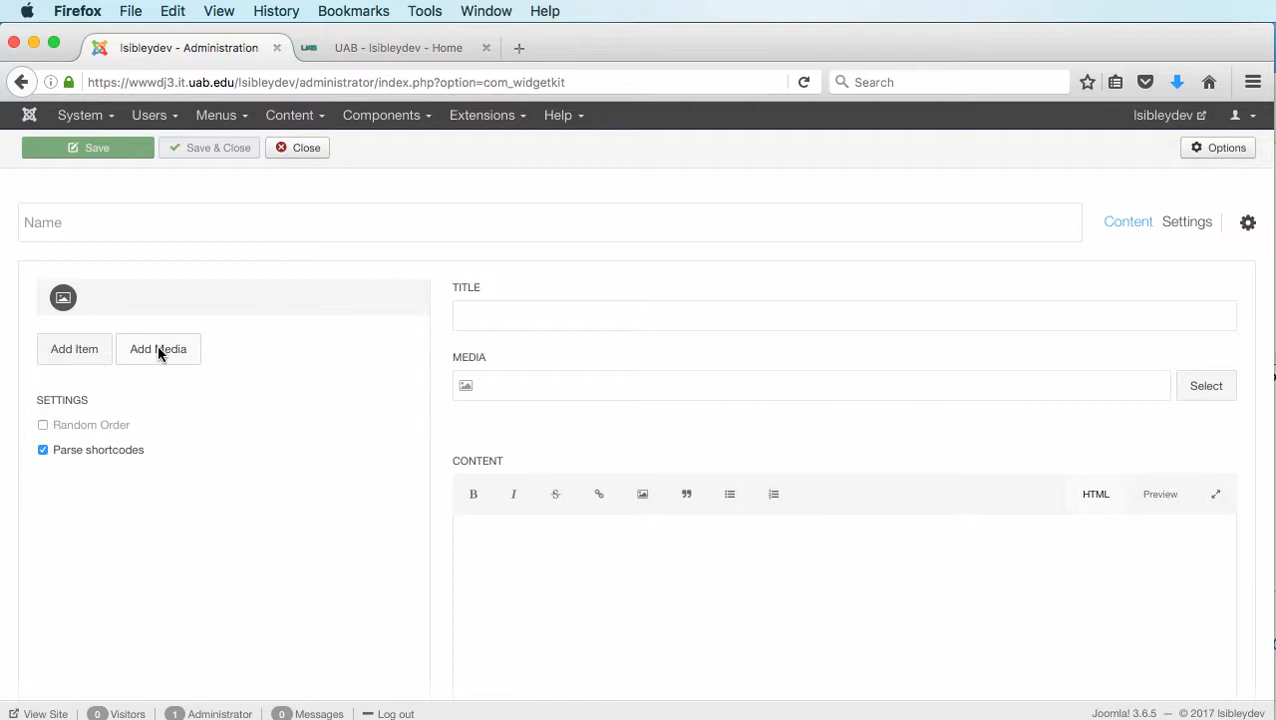 Firefox File Edit View History Bookmarks Tools Window Help
lsibleydev - Administration UAB - lsibleydev - Home
https://wwwdj3.it.uab.edu/lsibleydev/administrator/index.php?option=com_widgetkit Search
System Users Menus Content Components Extensions Help lsibleydev
Save Save & Close Close Options
Name Content Settings
TITLE
Add Item Add Media
MEDIA
Select
SETTINGS
Random Order
Parse shortcodes
CONTENT
B I S HTML Preview
View Site 0 Visitors 1 Administrator 0 Messages Log out Joomla! 3.6.5 — © 2017 lsibleydev